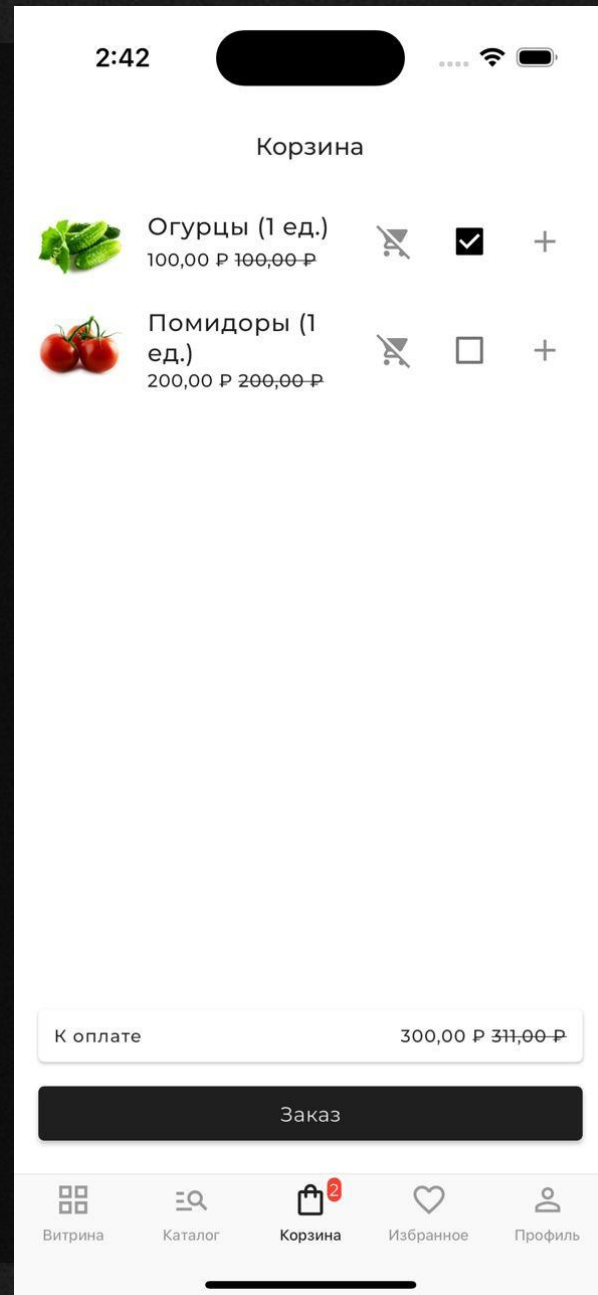 2:42
Корзина
Огурцы (1 ед.)
100,00 ₽ 100,00 ₽
Помидоры (1
ед.)
200,00 ₽ 200,00 ₽
К оплате 300,00 ₽ 311,00 ₽
Заказ
2
Витрина Каталог Корзина Избранное Профиль